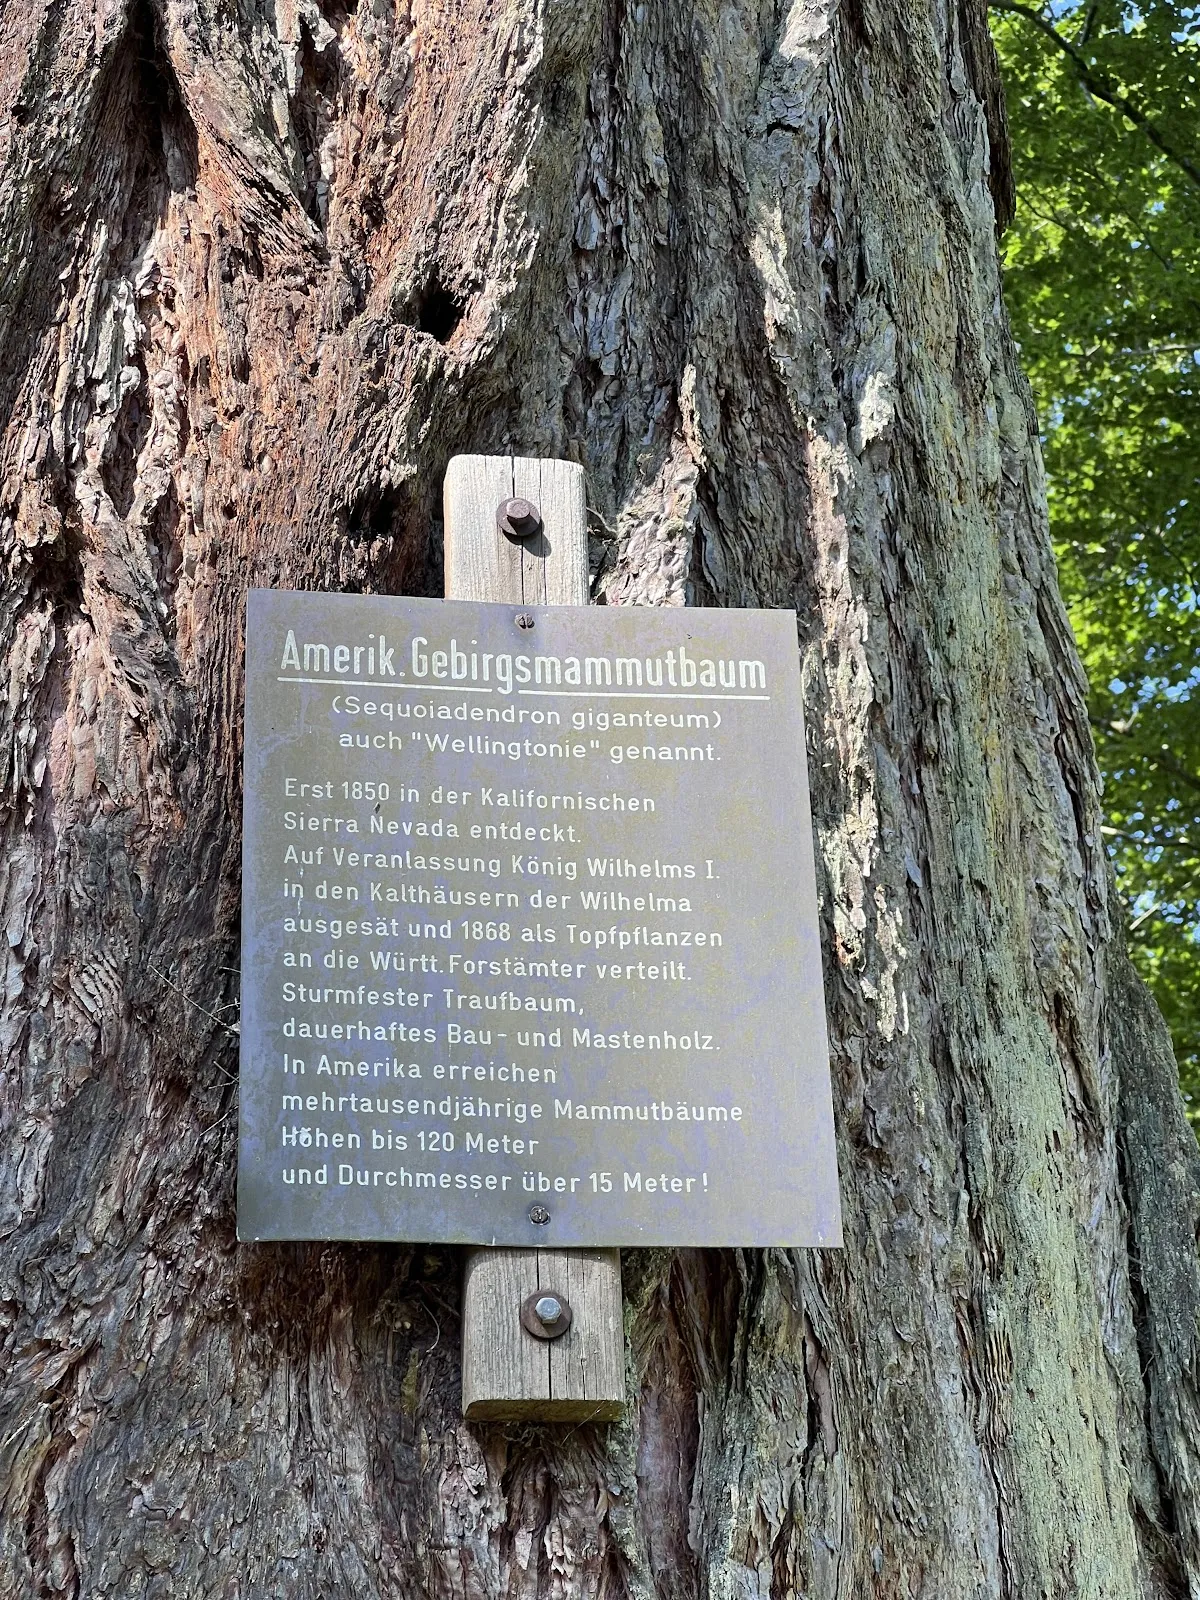 Amerik. Gebirgsmammutbaum
(Sequoiadendron giganteum)
auch "Wellingtonie" genannt.
Erst 1850 in der Kalifornischen
Sierra Nevada entdeckt.
Auf Veranlassung König Wilhelms I.
in den Kalthäusern der Wilhelma
ausgesät und 1868 als Topfpflanzen
an die Württ. Forstämter verteilt.
Sturmfester Traufbaum,
dauerhaftes Bau- und Mastenholz.
In Amerika erreichen
mehrtausendjährige Mammutbäume
Höhen bis 120 Meter
und Durchmesser über 15 Meter!